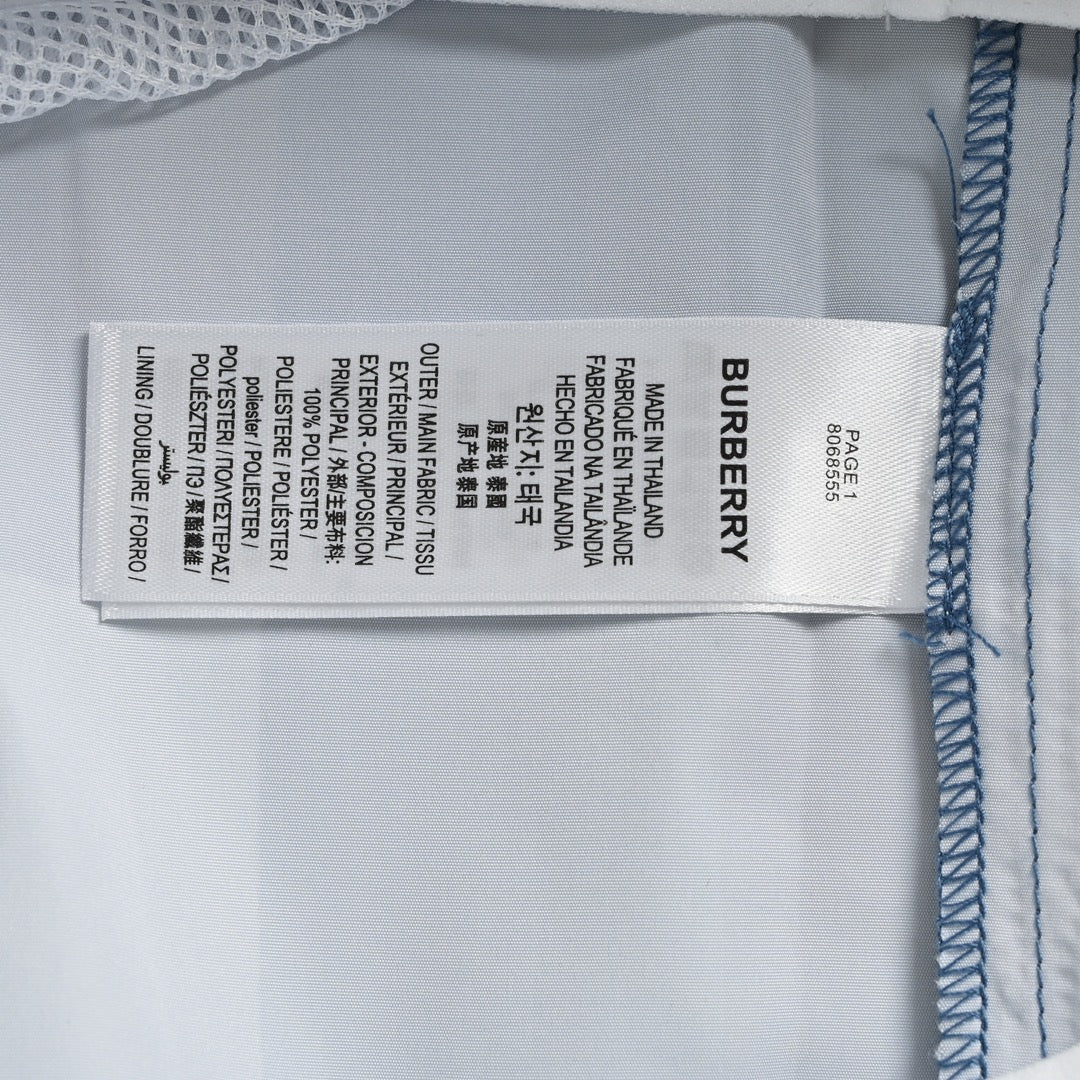 PAGE 1
8068555
BURBERRY
MADE IN THAILAND
FABRIQUÉ EN THAÏLANDE
FABRICADO NA TAILÂNDIA
HECHO EN TAILANDIA
원산지: 태국
原産地 泰國
原产地 泰国
OUTER / MAIN FABRIC / TISSU
EXTÉRIEUR / PRINCIPAL /
EXTERIOR - COMPOSICION
PRINCIPAL / 外部/主要布料:
100% POLYESTER /
POLIESTERE / POLIÉSTER /
poliester / POLIESTER /
POLYESTERI / ΠΟΛΥΕΣΤΕΡΑΣ /
POLIÉSZTER / ПЭ / 聚酯纖維 /
بوليستر
LINING / DOUBLURE / FORRO /